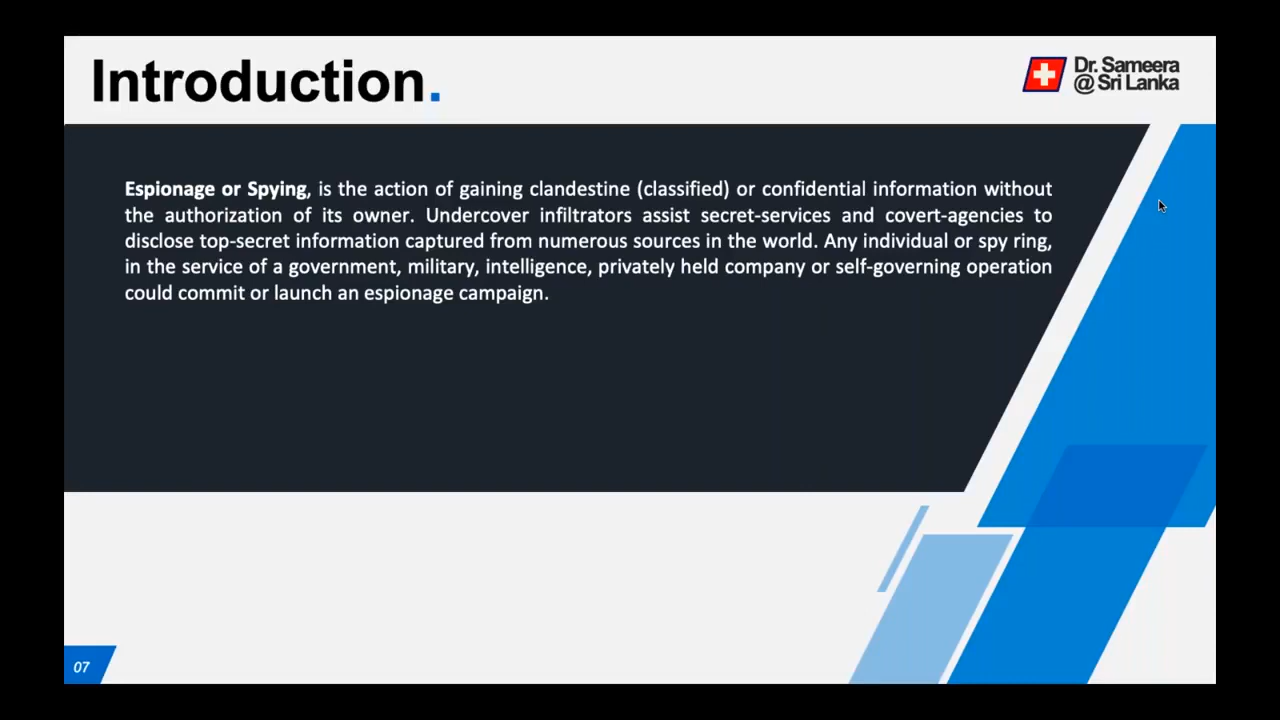 Introduction.
Dr. Sameera
@ Sri Lanka
Espionage or Spying, is the action of gaining clandestine (classified) or confidential information without
the authorization of its owner. Undercover infiltrators assist secret-services and covert-agencies to
disclose top-secret information captured from numerous sources in the world. Any individual or spy ring,
in the service of a government, military, intelligence, privately held company or self-governing operation
could commit or launch an espionage campaign.
07